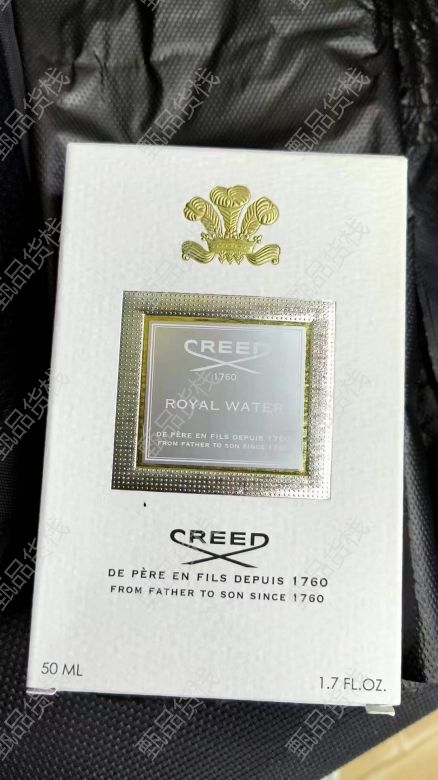 CREED
1760
ROYAL WATER
DE PÈRE EN FILS DEPUIS 1760
FROM FATHER TO SON SINCE 1760
CREED
DE PÈRE EN FILS DEPUIS 1760
FROM FATHER TO SON SINCE 1760
50 ML
1.7 FL.OZ.
甄品货栈